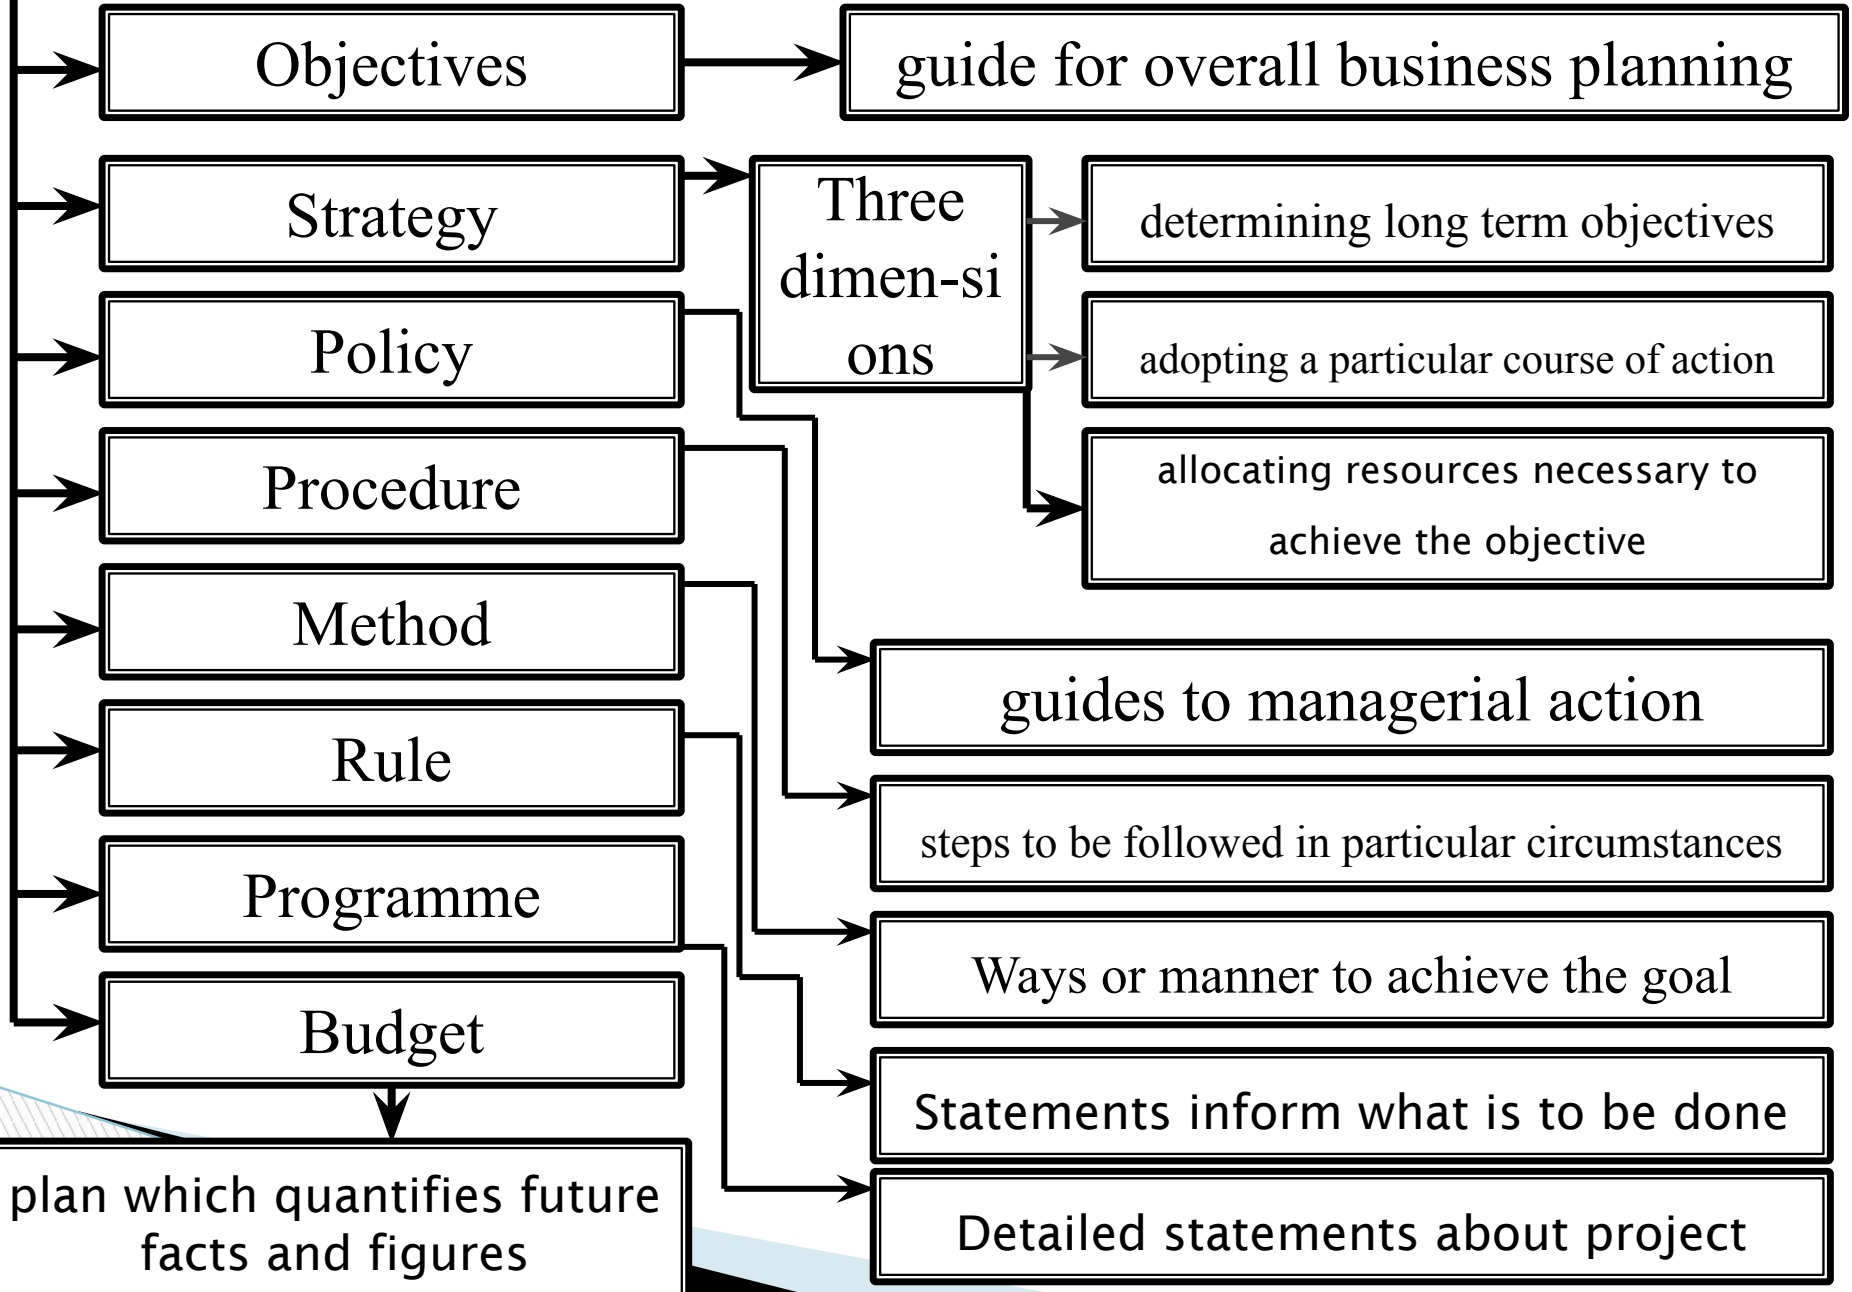 Objectives
guide for overall business planning
Strategy
Three
dimen-si
ons
determining long term objectives
adopting a particular course of action
allocating resources necessary to
achieve the objective
Policy
guides to managerial action
Procedure
steps to be followed in particular circumstances
Method
Ways or manner to achieve the goal
Rule
Statements inform what is to be done
Programme
Detailed statements about project
Budget
plan which quantifies future
facts and figures